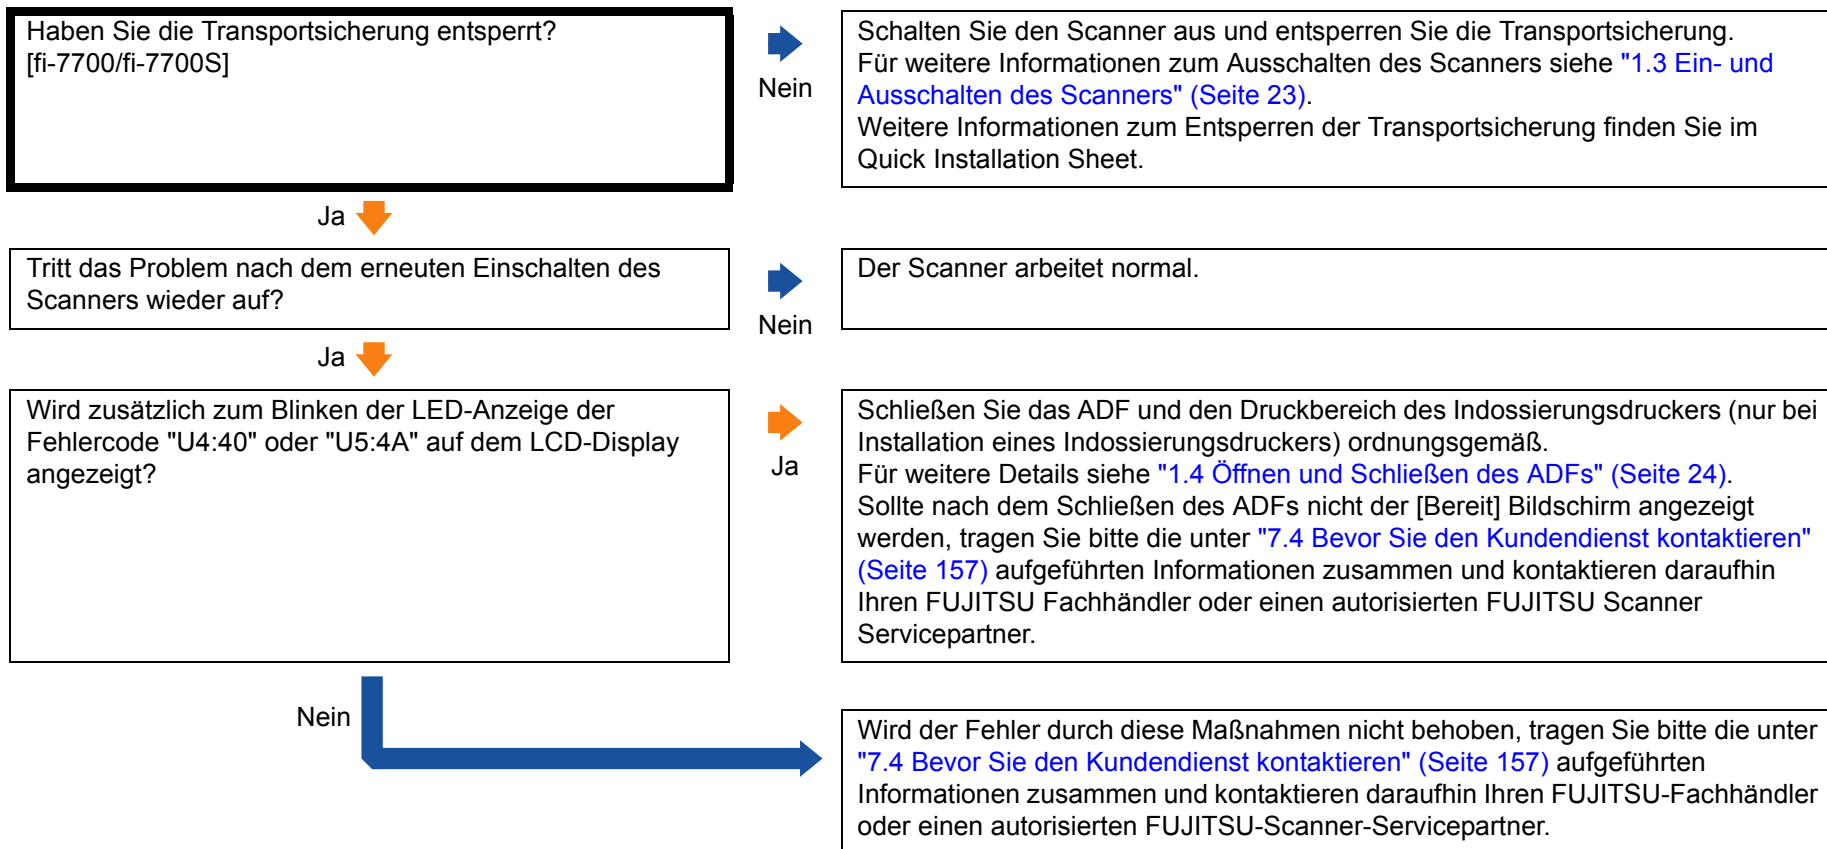 Haben Sie die Transportsicherung entsperrt?
[fi-7700/fi-7700S]
Nein
Schalten Sie den Scanner aus und entsperren Sie die Transportsicherung.
Für weitere Informationen zum Ausschalten des Scanners siehe "1.3 Ein- und
Ausschalten des Scanners" (Seite 23).
Weitere Informationen zum Entsperren der Transportsicherung finden Sie im
Quick Installation Sheet.
Ja
Tritt das Problem nach dem erneuten Einschalten des
Scanners wieder auf?
Nein
Der Scanner arbeitet normal.
Ja
Wird zusätzlich zum Blinken der LED-Anzeige der
Fehlercode "U4:40" oder "U5:4A" auf dem LCD-Display
angezeigt?
Ja
Schließen Sie das ADF und den Druckbereich des Indossierungsdruckers (nur bei
Installation eines Indossierungsdruckers) ordnungsgemäß.
Für weitere Details siehe "1.4 Öffnen und Schließen des ADFs" (Seite 24).
Sollte nach dem Schließen des ADFs nicht der [Bereit] Bildschirm angezeigt
werden, tragen Sie bitte die unter "7.4 Bevor Sie den Kundendienst kontaktieren"
(Seite 157) aufgeführten Informationen zusammen und kontaktieren daraufhin
Ihren FUJITSU Fachhändler oder einen autorisierten FUJITSU Scanner
Servicepartner.
Nein
Wird der Fehler durch diese Maßnahmen nicht behoben, tragen Sie bitte die unter
"7.4 Bevor Sie den Kundendienst kontaktieren" (Seite 157) aufgeführten
Informationen zusammen und kontaktieren daraufhin Ihren FUJITSU-Fachhändler
oder einen autorisierten FUJITSU-Scanner-Servicepartner.